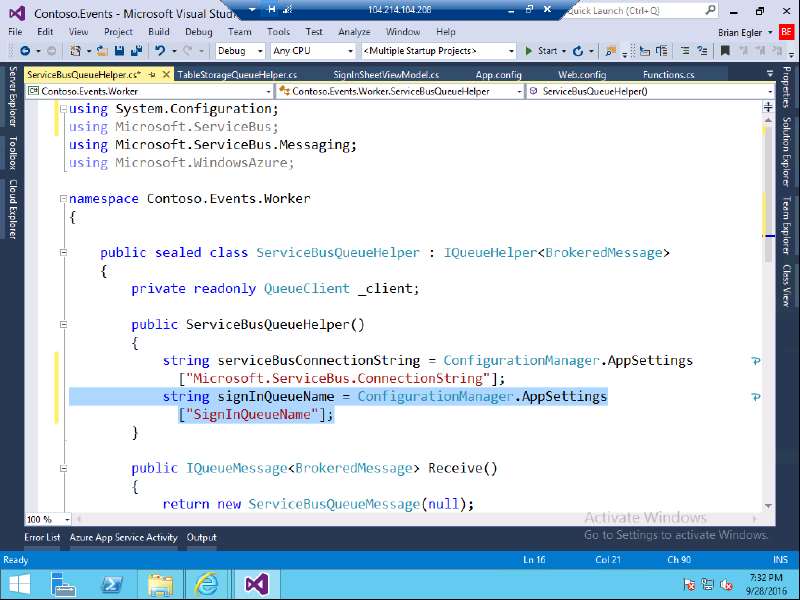 Contoso.Events - Microsoft Visual Stud
104.214.104.208
Quick Launch (Ctrl+Q)
File Edit View Project Build Debug Team Tools Test Analyze Window Help
Brian Egler BE
Debug Any CPU <Multiple Startup Projects> Start
ServiceBusQueueHelper.cs* TableStorageQueueHelper.cs SignInSheetViewModel.cs App.config Web.config Functions.cs
Contoso.Events.Worker Contoso.Events.Worker.ServiceBusQueueHelper ServiceBusQueueHelper()
Server Explorer
Toolbox
Cloud Explorer
using System.Configuration;
using Microsoft.ServiceBus;
using Microsoft.ServiceBus.Messaging;
using Microsoft.WindowsAzure;
namespace Contoso.Events.Worker
{
public sealed class ServiceBusQueueHelper : IQueueHelper<BrokeredMessage>
{
private readonly QueueClient _client;
public ServiceBusQueueHelper()
{
string serviceBusConnectionString = ConfigurationManager.AppSettings
["Microsoft.ServiceBus.ConnectionString"];
string signInQueueName = ConfigurationManager.AppSettings
["SignInQueueName"];
}
public IQueueMessage<BrokeredMessage> Receive()
{
return new ServiceBusQueueMessage(null);
Properties
Solution Explorer
Team Explorer
Class View
100 %
Activate Windows
Go to Settings to activate Windows.
Error List Azure App Service Activity Output
Ready Ln 16 Col 21 Ch 90 INS
7:32 PM
9/28/2016